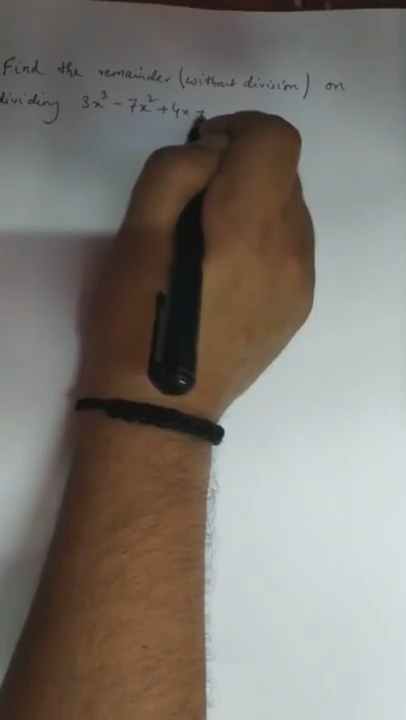 Find the remainder (without division) on
dividing 3x³ - 7x² + 4x +